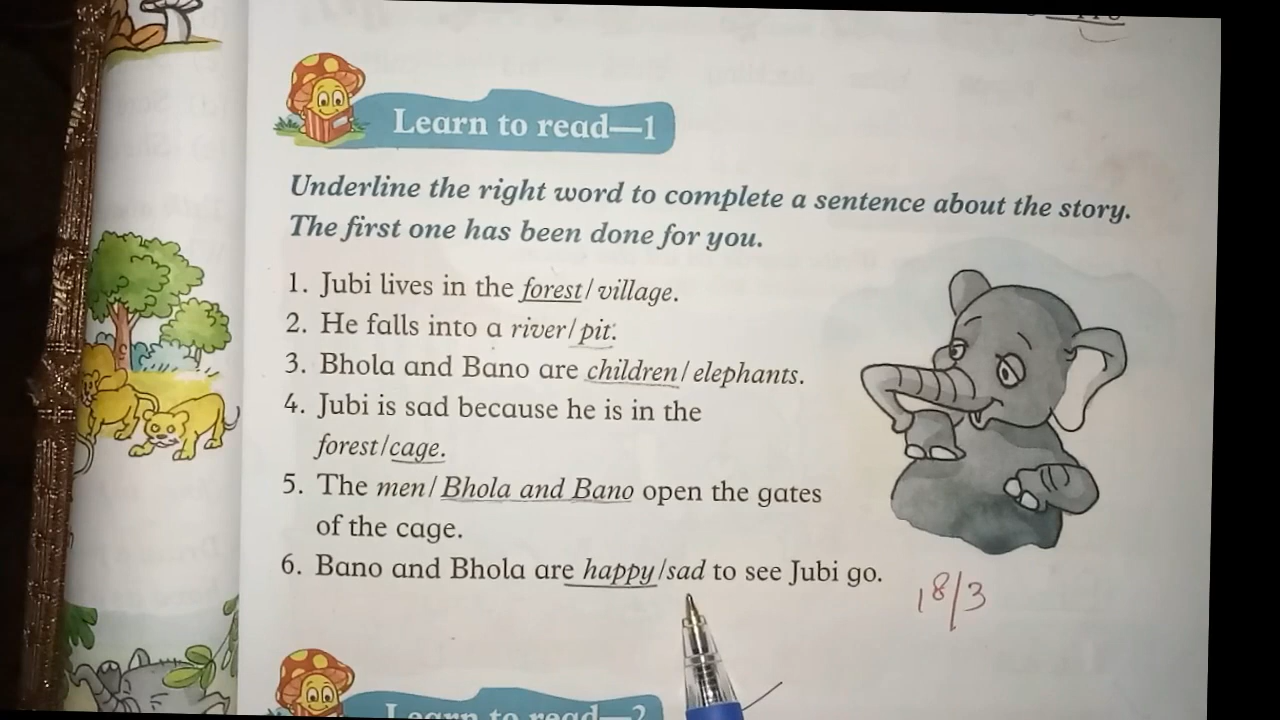 Learn to read—1
Underline the right word to complete a sentence about the story.
The first one has been done for you.
1. Jubi lives in the forest/village.
2. He falls into a river/pit.
3. Bhola and Bano are children/elephants.
4. Jubi is sad because he is in the
forest/cage.
5. The men/Bhola and Bano open the gates
of the cage.
6. Bano and Bhola are happy/sad to see Jubi go.
18/3
Learn to read—2